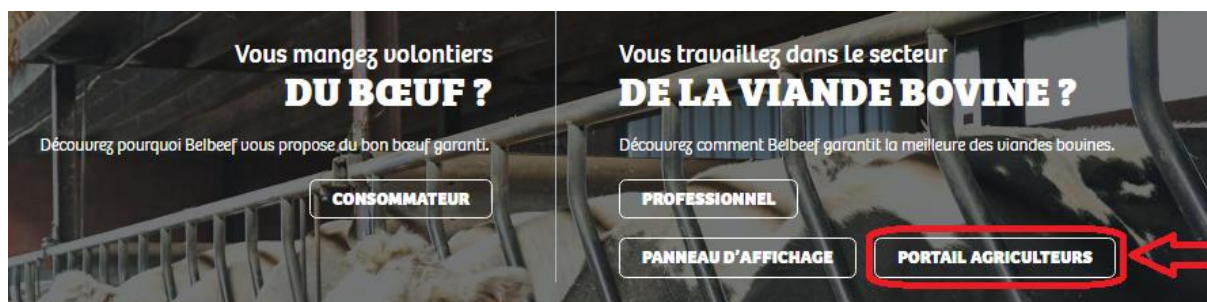 Vous mangez volontiers
DU BŒUF ?
Découvrez pourquoi Belbeef vous propose du bon bœuf garanti.
CONSOMMATEUR
Vous travaillez dans le secteur
DE LA VIANDE BOVINE ?
Découvrez comment Belbeef garantit la meilleure des viandes bovines.
PROFESSIONNEL
PANNEAU D'AFFICHAGE
PORTAIL AGRICULTEURS